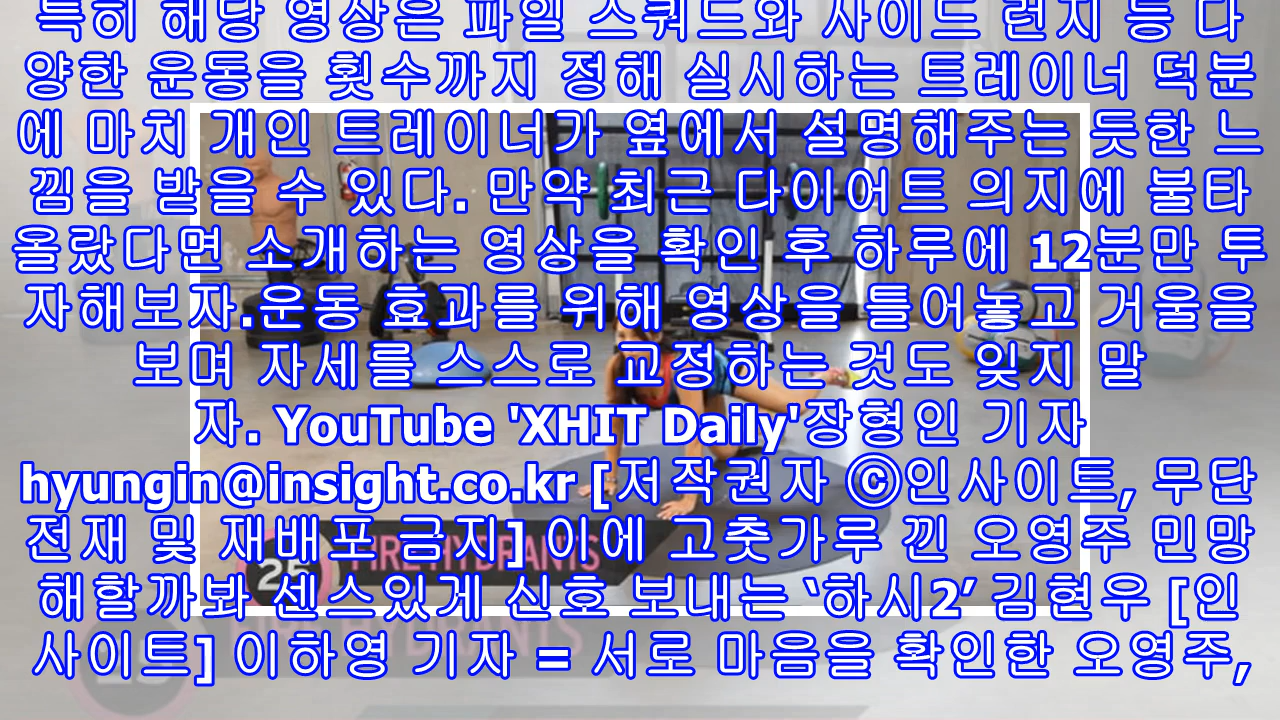 특히 해당 영상은 파일 스쿼드와 사이드 런지 등 다
양한 운동을 횟수까지 정해 실시하는 트레이너 덕분
에 마치 개인 트레이너가 옆에서 설명해주는 듯한 느
낌을 받을 수 있다. 만약 최근 다이어트 의지에 불타
올랐다면 소개하는 영상을 확인 후 하루에 12분만 투
자해보자.운동 효과를 위해 영상을 틀어놓고 거울을
보며 자세를 스스로 교정하는 것도 잊지 말
자. YouTube 'XHIT Daily'장형인 기자
hyungin@insight.co.kr [저작권자 ⓒ인사이트, 무단
전재 및 재배포 금지] 이에 고춧가루 낀 오영주 민망
해할까봐 센스있게 신호 보내는 ‘하시2’ 김현우 [인
사이트] 이하영 기자 = 서로 마음을 확인한 오영주,
25 FIRE HYDRANTS